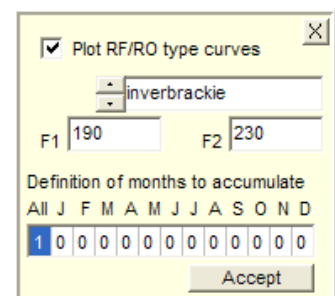 X
Plot RF/RO type curves
inverbrackie
F1 190 F2 230
Definition of months to accumulate
All J F M A M J J A S O N D
1 0 0 0 0 0 0 0 0 0 0 0 0
Accept